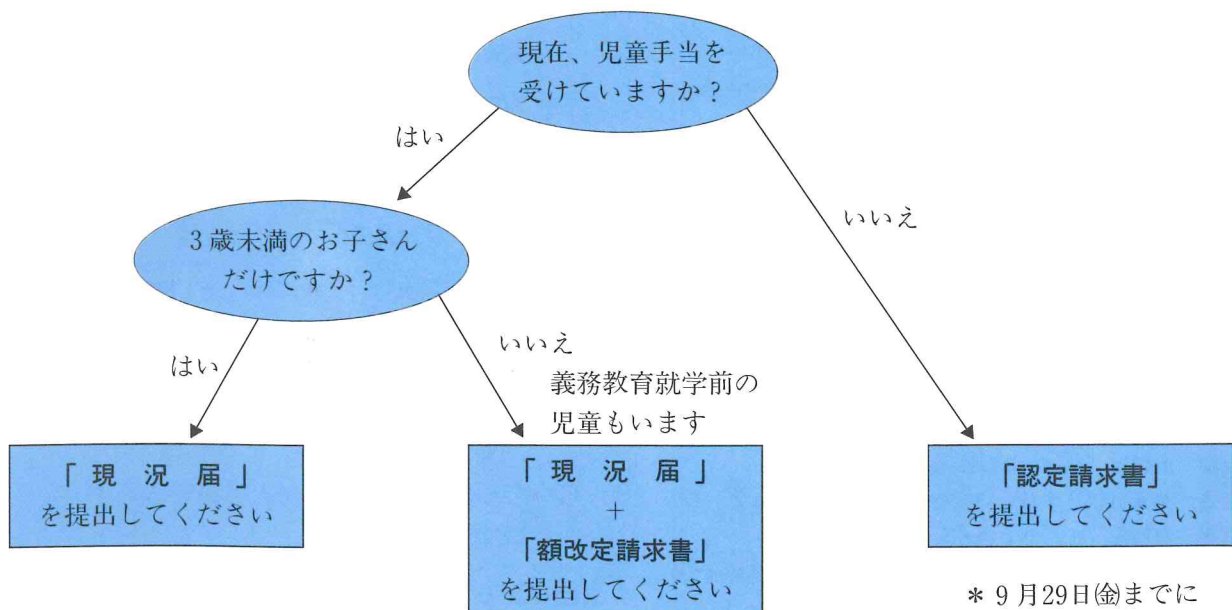 現在、児童手当を
受けていますか？
はい
いいえ
3歳未満のお子さん
だけですか？
はい
いいえ
義務教育就学前の
児童もいます
「現況届」
を提出してください
「現況届」
＋
「額改定請求書」
を提出してください
「認定請求書」
を提出してください
＊9月29日㈮までに